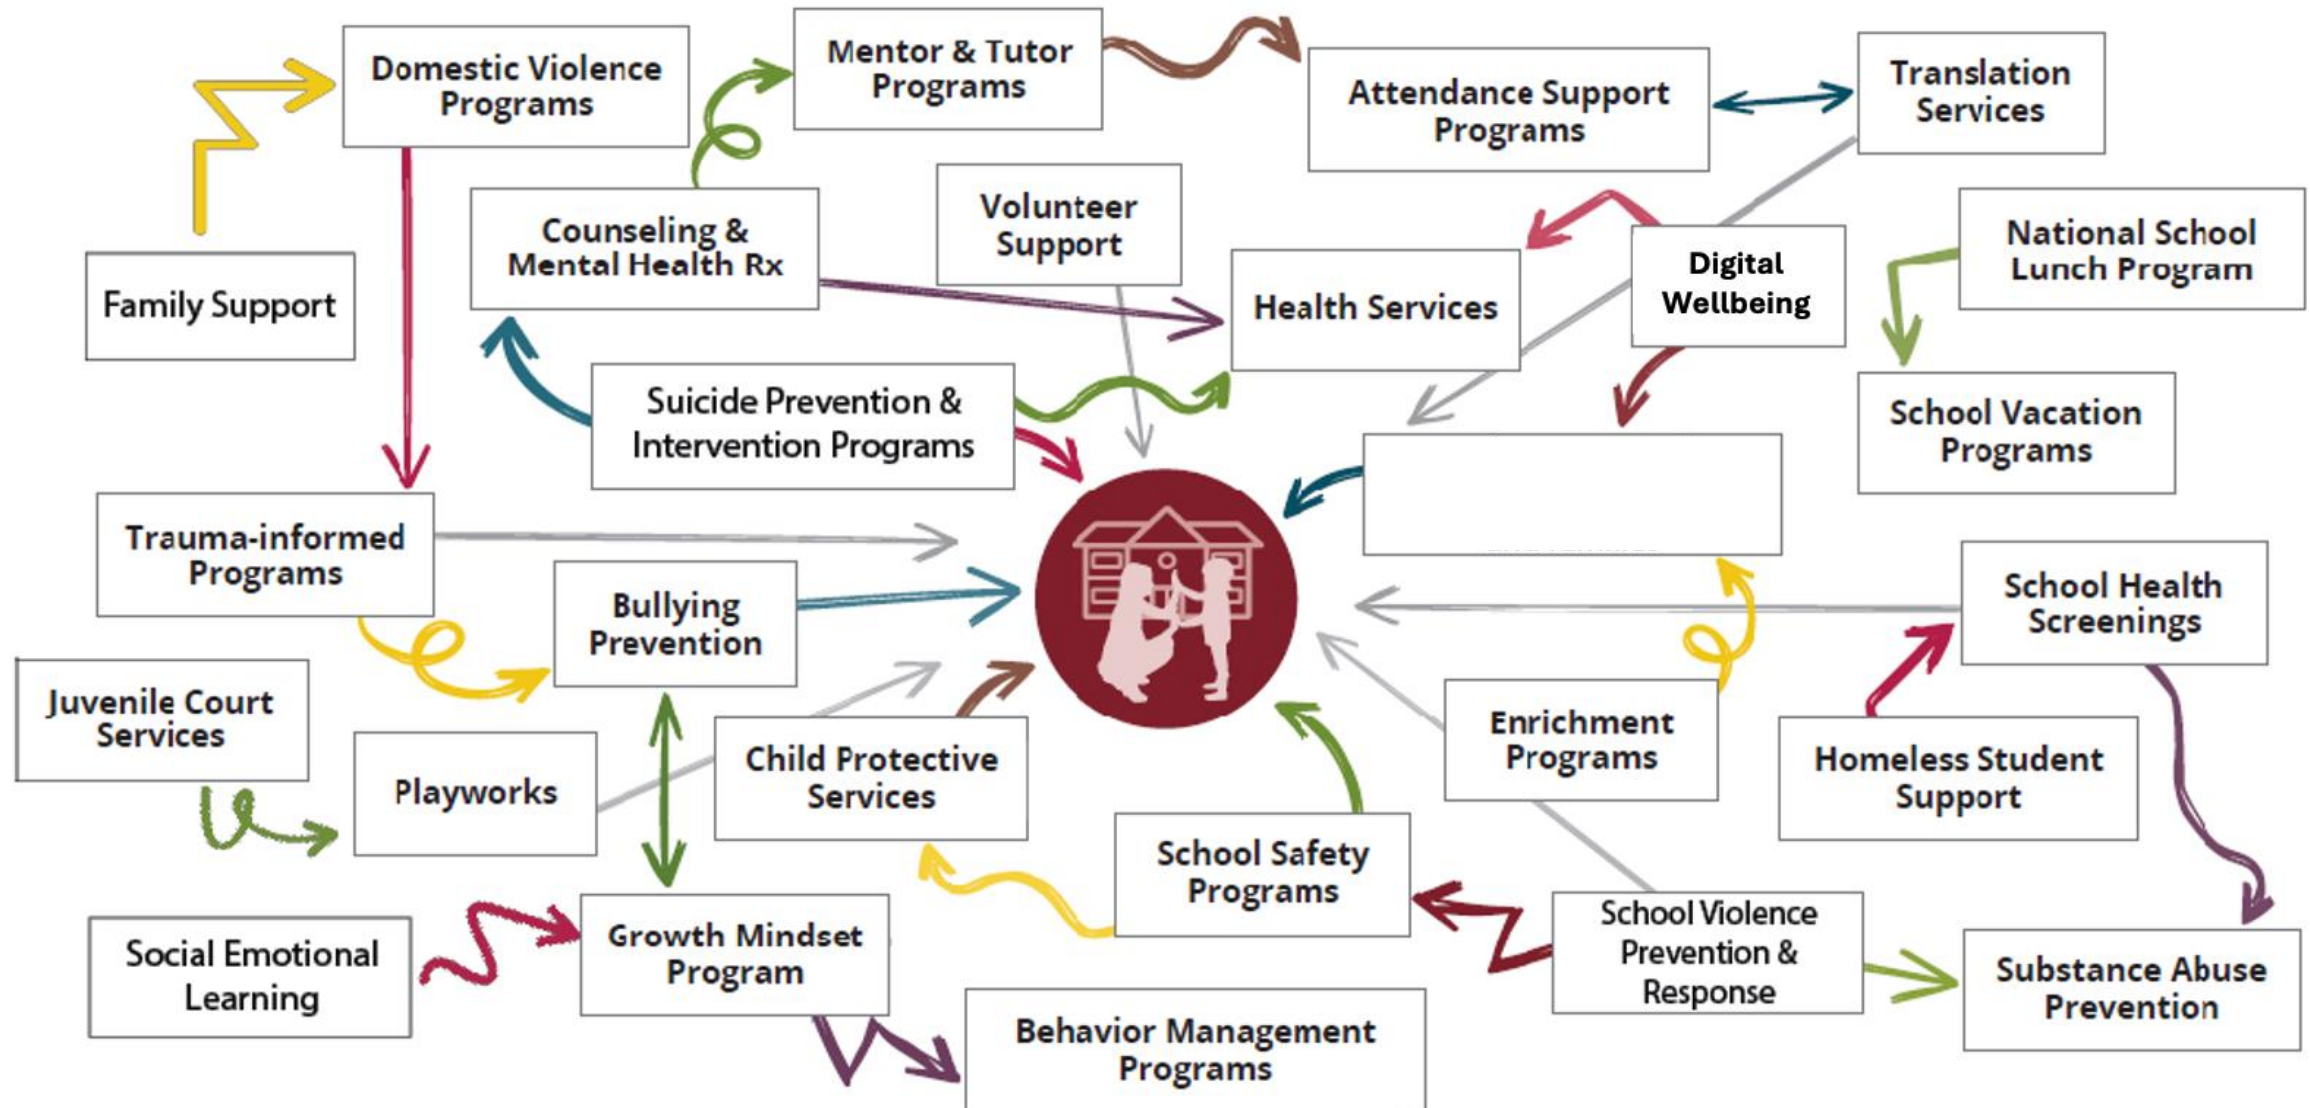 Domestic Violence
Programs
Mentor & Tutor
Programs
Attendance Support
Programs
Translation
Services
Family Support
Counseling &
Mental Health Rx
Volunteer
Support
Health Services
Digital
Wellbeing
National School
Lunch Program
Suicide Prevention &
Intervention Programs
School Vacation
Programs
Trauma-informed
Programs
Bullying
Prevention
School Health
Screenings
Juvenile Court
Services
Playworks
Child Protective
Services
Enrichment
Programs
Homeless Student
Support
School Safety
Programs
Social Emotional
Learning
Growth Mindset
Program
School Violence
Prevention &
Response
Substance Abuse
Prevention
Behavior Management
Programs